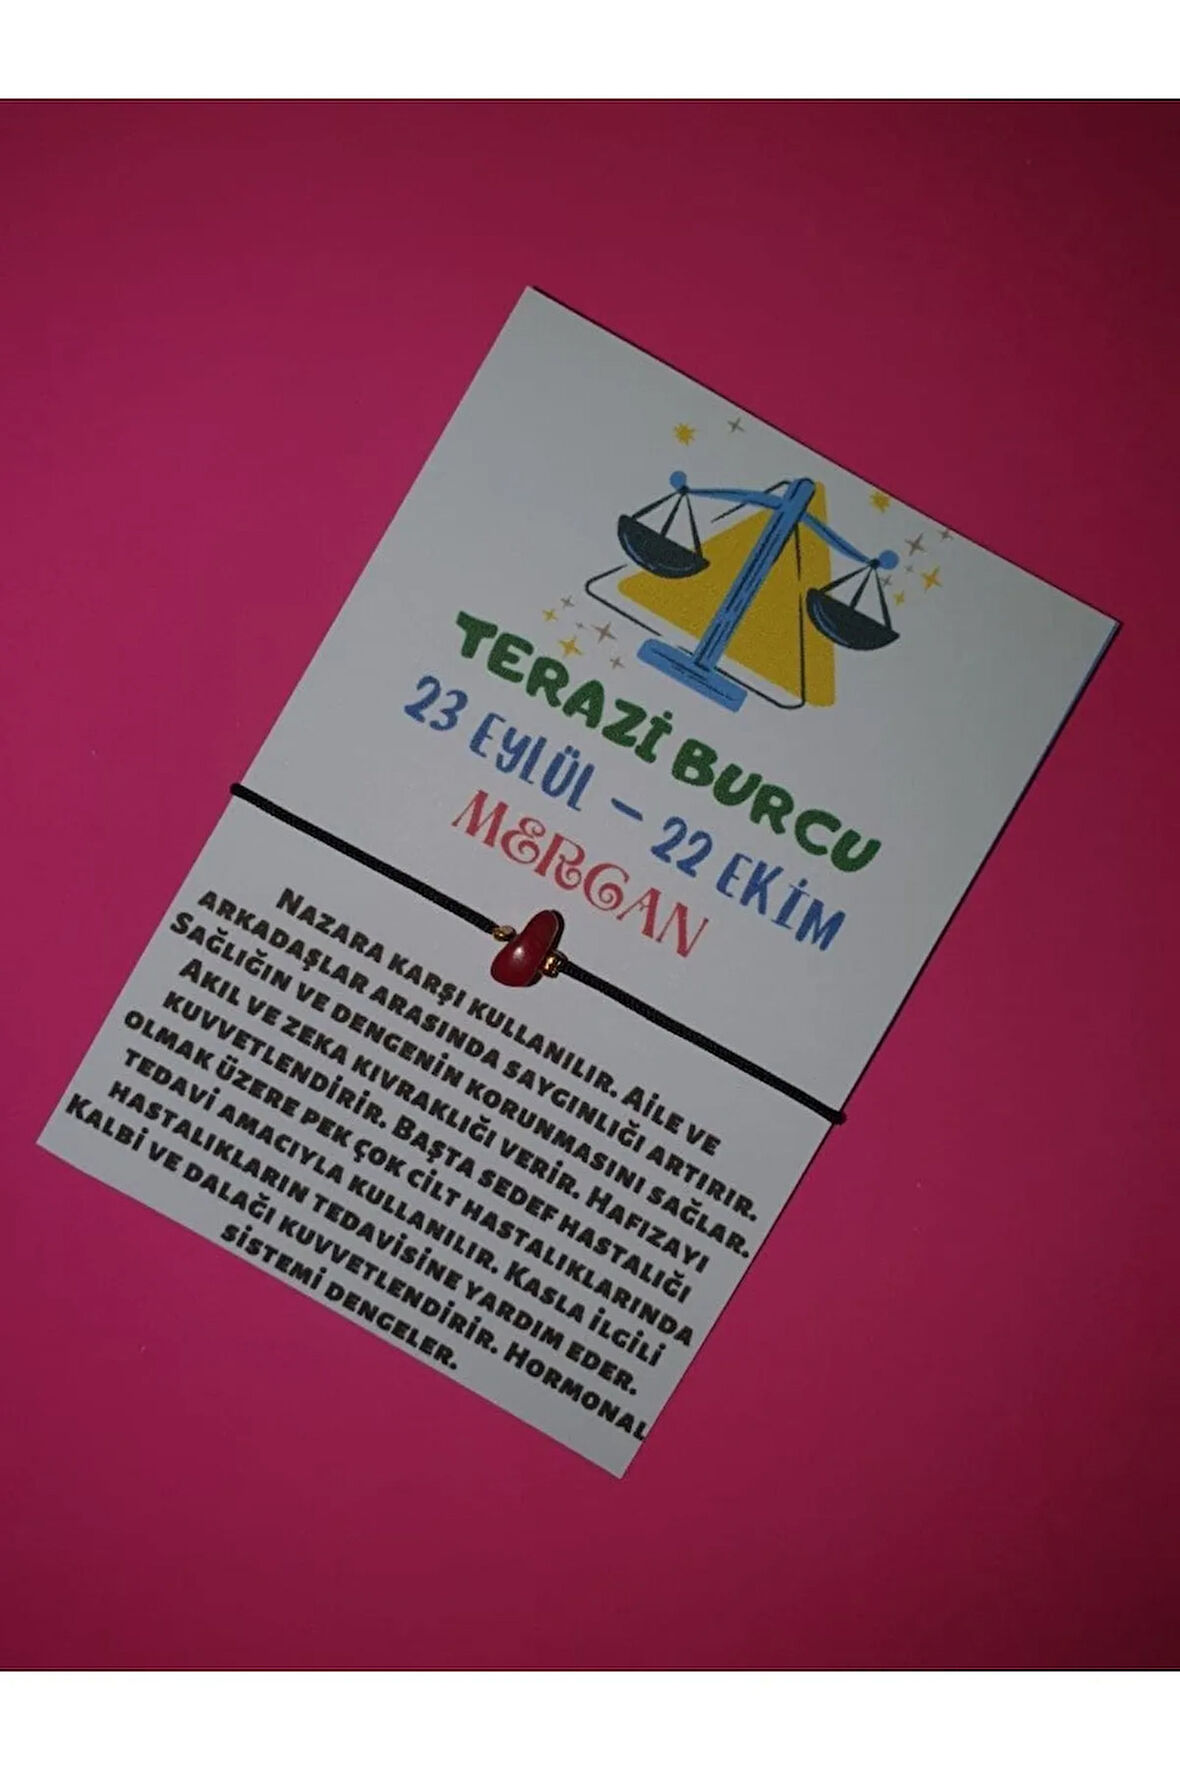 TERAZİ BURCU
23 EYLÜL – 22 EKİM
MERCAN
NAZARA KARŞI KULLANILIR. AİLE VE
ARKADAŞLAR ARASINDA SAYGINLIĞI ARTIRIR.
SAĞLIĞIN VE DENGENİN KORUNMASINI SAĞLAR.
AKIL VE ZEKA KIVRAKLIĞI VERİR. HAFIZAYI
KUVVETLENDİRİR. BAŞTA SEDEF HASTALIĞI
OLMAK ÜZERE PEK ÇOK CİLT HASTALIKLARINDA
TEDAVİ AMACIYLA KULLANILIR. KASLA İLGİLİ
HASTALIKLARIN TEDAVİSİNE YARDIM EDER.
KALBİ VE DALAĞI KUVVETLENDİRİR. HORMONAL
SİSTEMİ DENGELER.